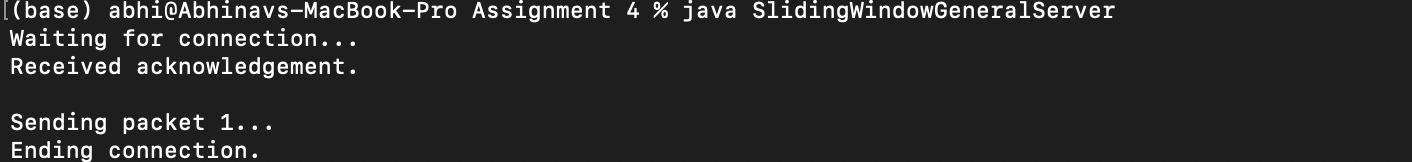 [(base) abhi@Abhinavs-MacBook-Pro Assignment 4 % java SlidingWindowGeneralServer
Waiting for connection...
Received acknowledgement.
Sending packet 1...
Ending connection.